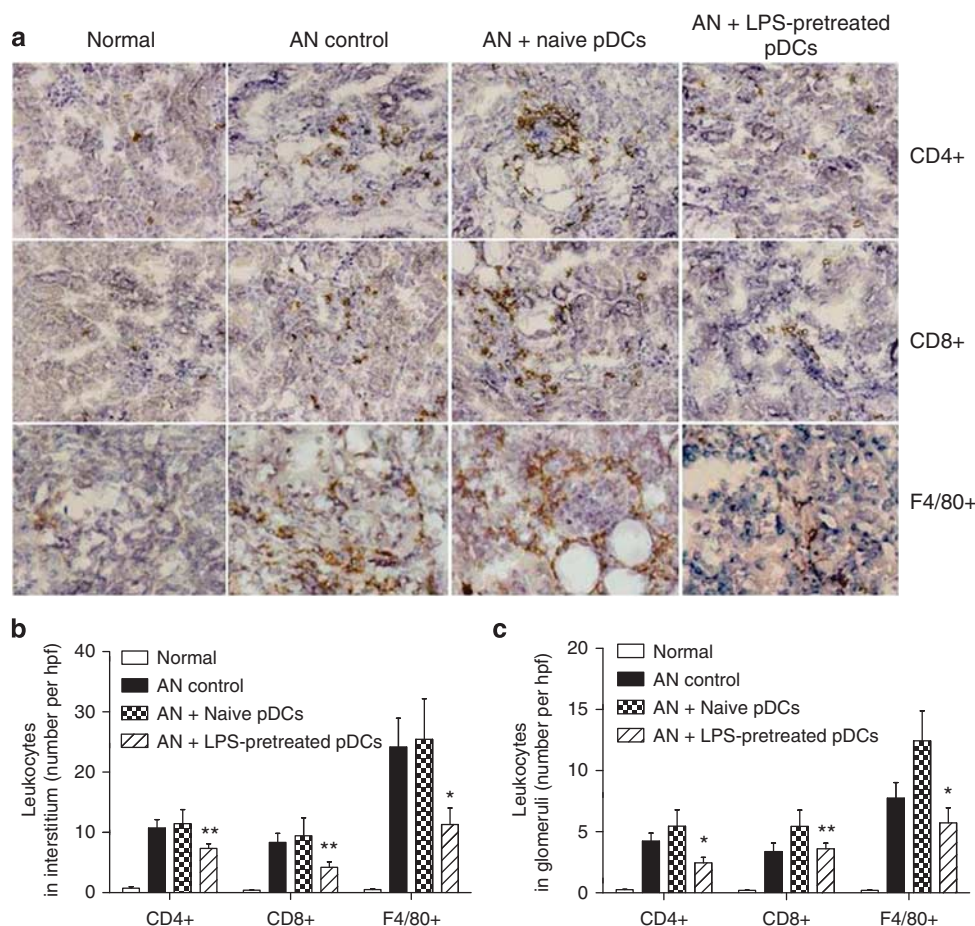 a
Normal
AN control
AN + naive pDCs
AN + LPS-pretreated
pDCs
CD4+
CD8+
F4/80+
b
Leukocytes
in interstitium (number per hpf)
40
30
20
10
0
Normal
AN control
AN + Naive pDCs
AN + LPS-pretreated pDCs
**
**
*
CD4+
CD8+
F4/80+
c
Leukocytes
in glomeruli (number per hpf)
20
15
10
5
0
Normal
AN control
AN + Naive pDCs
AN + LPS-pretreated pDCs
*
**
*
CD4+
CD8+
F4/80+